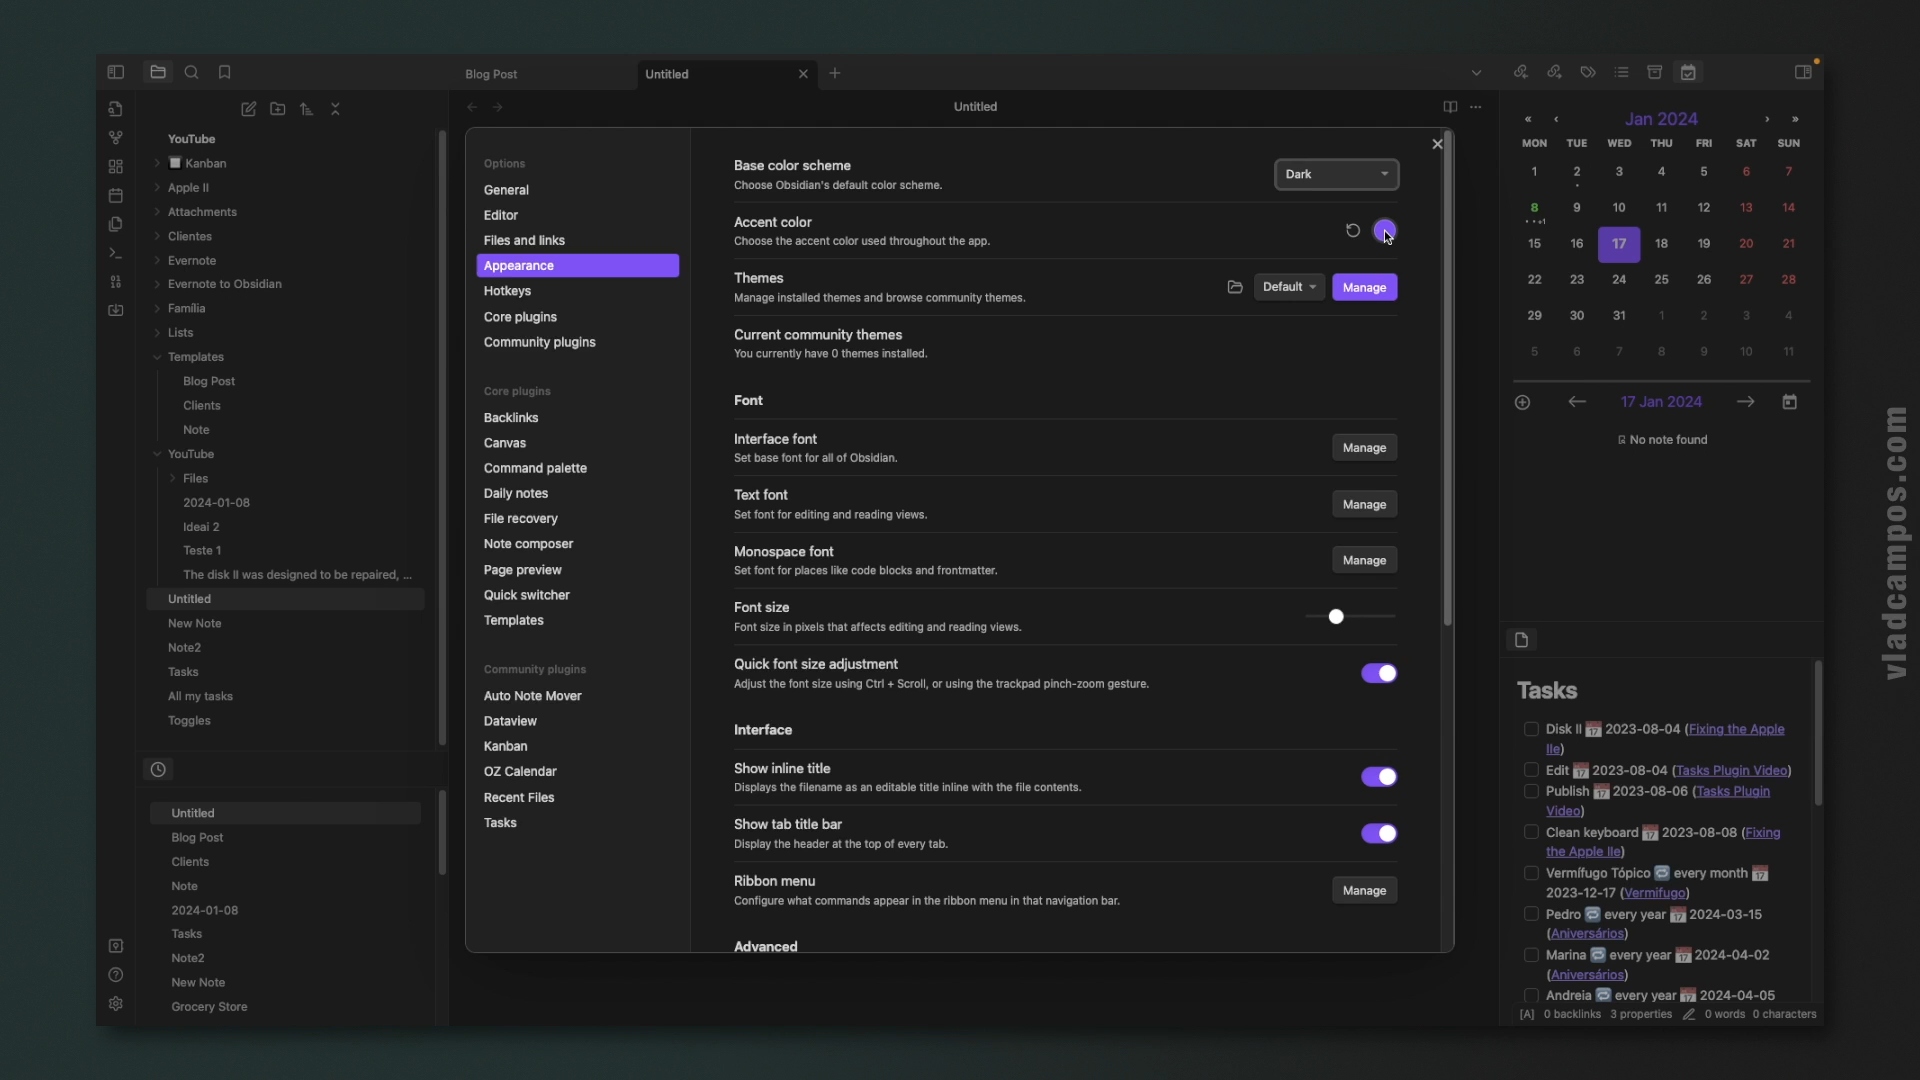 Blog Post
Untitled
Untitled
YouTube
Kanban
Apple II
Attachments
Clientes
Evernote
Evernote to Obsidian
Família
Lists
Templates
Blog Post
Clients
Note
YouTube
Files
2024-01-08
Ideai 2
Teste 1
The disk II was designed to be repaired, ...
Untitled
New Note
Note2
Tasks
All my tasks
Toggles
Untitled
Blog Post
Clients
Note
2024-01-08
Tasks
Note2
New Note
Grocery Store
Options
General
Editor
Files and links
Appearance
Hotkeys
Core plugins
Community plugins
Core plugins
Backlinks
Canvas
Command palette
Daily notes
File recovery
Note composer
Page preview
Quick switcher
Templates
Community plugins
Auto Note Mover
Dataview
Kanban
OZ Calendar
Recent Files
Tasks
Base color scheme
Choose Obsidian's default color scheme.
Dark
Accent color
Choose the accent color used throughout the app.
Themes
Manage installed themes and browse community themes.
Default
Manage
Current community themes
You currently have 0 themes installed.
Font
Interface font
Set base font for all of Obsidian.
Manage
Text font
Set font for editing and reading views.
Manage
Monospace font
Set font for places like code blocks and frontmatter.
Manage
Font size
Font size in pixels that affects editing and reading views.
Quick font size adjustment
Adjust the font size using Ctrl + Scroll, or using the trackpad pinch-zoom gesture.
Interface
Show inline title
Displays the filename as an editable title inline with the file contents.
Show tab title bar
Display the header at the top of every tab.
Ribbon menu
Configure what commands appear in the ribbon menu in that navigation bar.
Manage
Advanced
« ‹ Jan 2024 › »
MON TUE WED THU FRI SAT SUN
1 2 3 4 5 6 7
8 9 10 11 12 13 14
+1
15 16 17 18 19 20 21
22 23 24 25 26 27 28
29 30 31 1 2 3 4
5 6 7 8 9 10 11
17 Jan 2024
No note found
Tasks
Disk II 📅 2023-08-04 (Fixing the Apple
IIe)
Edit 📅 2023-08-04 (Tasks Plugin Video)
Publish 📅 2023-08-06 (Tasks Plugin
Video)
Clean keyboard 📅 2023-08-08 (Fixing
the Apple IIe)
Vermífugo Tópico 🔁 every month 📅
2023-12-17 (Vermifugo)
Pedro 🔁 every year 📅 2024-03-15
(Aniversários)
Marina 🔁 every year 📅 2024-04-02
(Aniversários)
Andreia 🔁 every year 📅 2024-04-05
[A] 0 backlinks 3 properties 0 words 0 characters
vladcampos.com